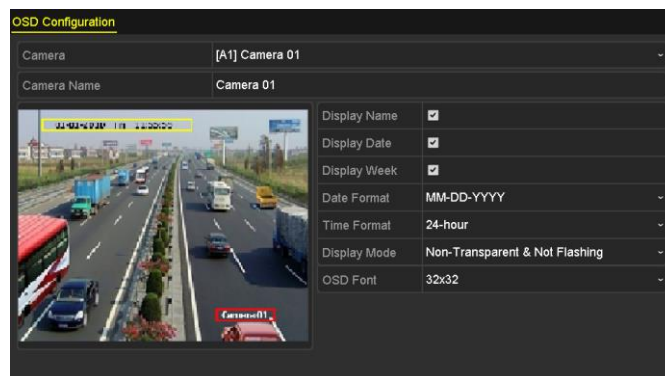 OSD Configuration
Camera [A1] Camera 01
Camera Name Camera 01
Display Name
Display Date
Display Week
Date Format MM-DD-YYYY
Time Format 24-hour
Display Mode Non-Transparent & Not Flashing
OSD Font 32x32
Camera01